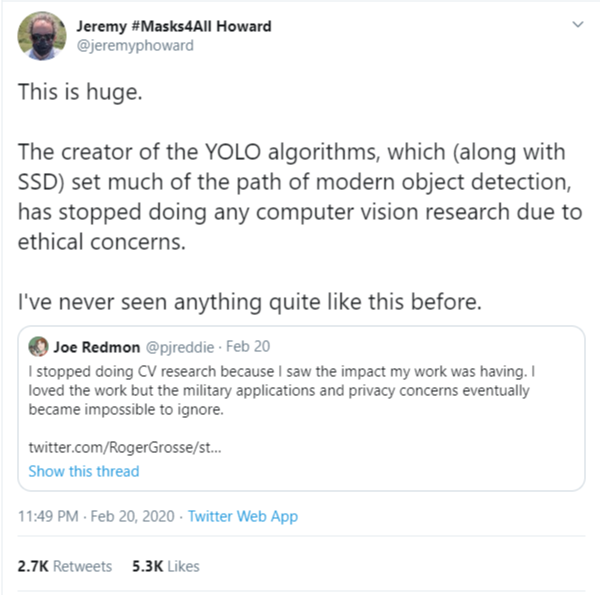 Jeremy #Masks4All Howard
@jeremyphoward
This is huge.
The creator of the YOLO algorithms, which (along with
SSD) set much of the path of modern object detection,
has stopped doing any computer vision research due to
ethical concerns.
I've never seen anything quite like this before.
Joe Redmon @pjreddie · Feb 20
I stopped doing CV research because I saw the impact my work was having. I
loved the work but the military applications and privacy concerns eventually
became impossible to ignore.
twitter.com/RogerGrosse/st...
Show this thread
11:49 PM · Feb 20, 2020 · Twitter Web App
2.7K Retweets 5.3K Likes